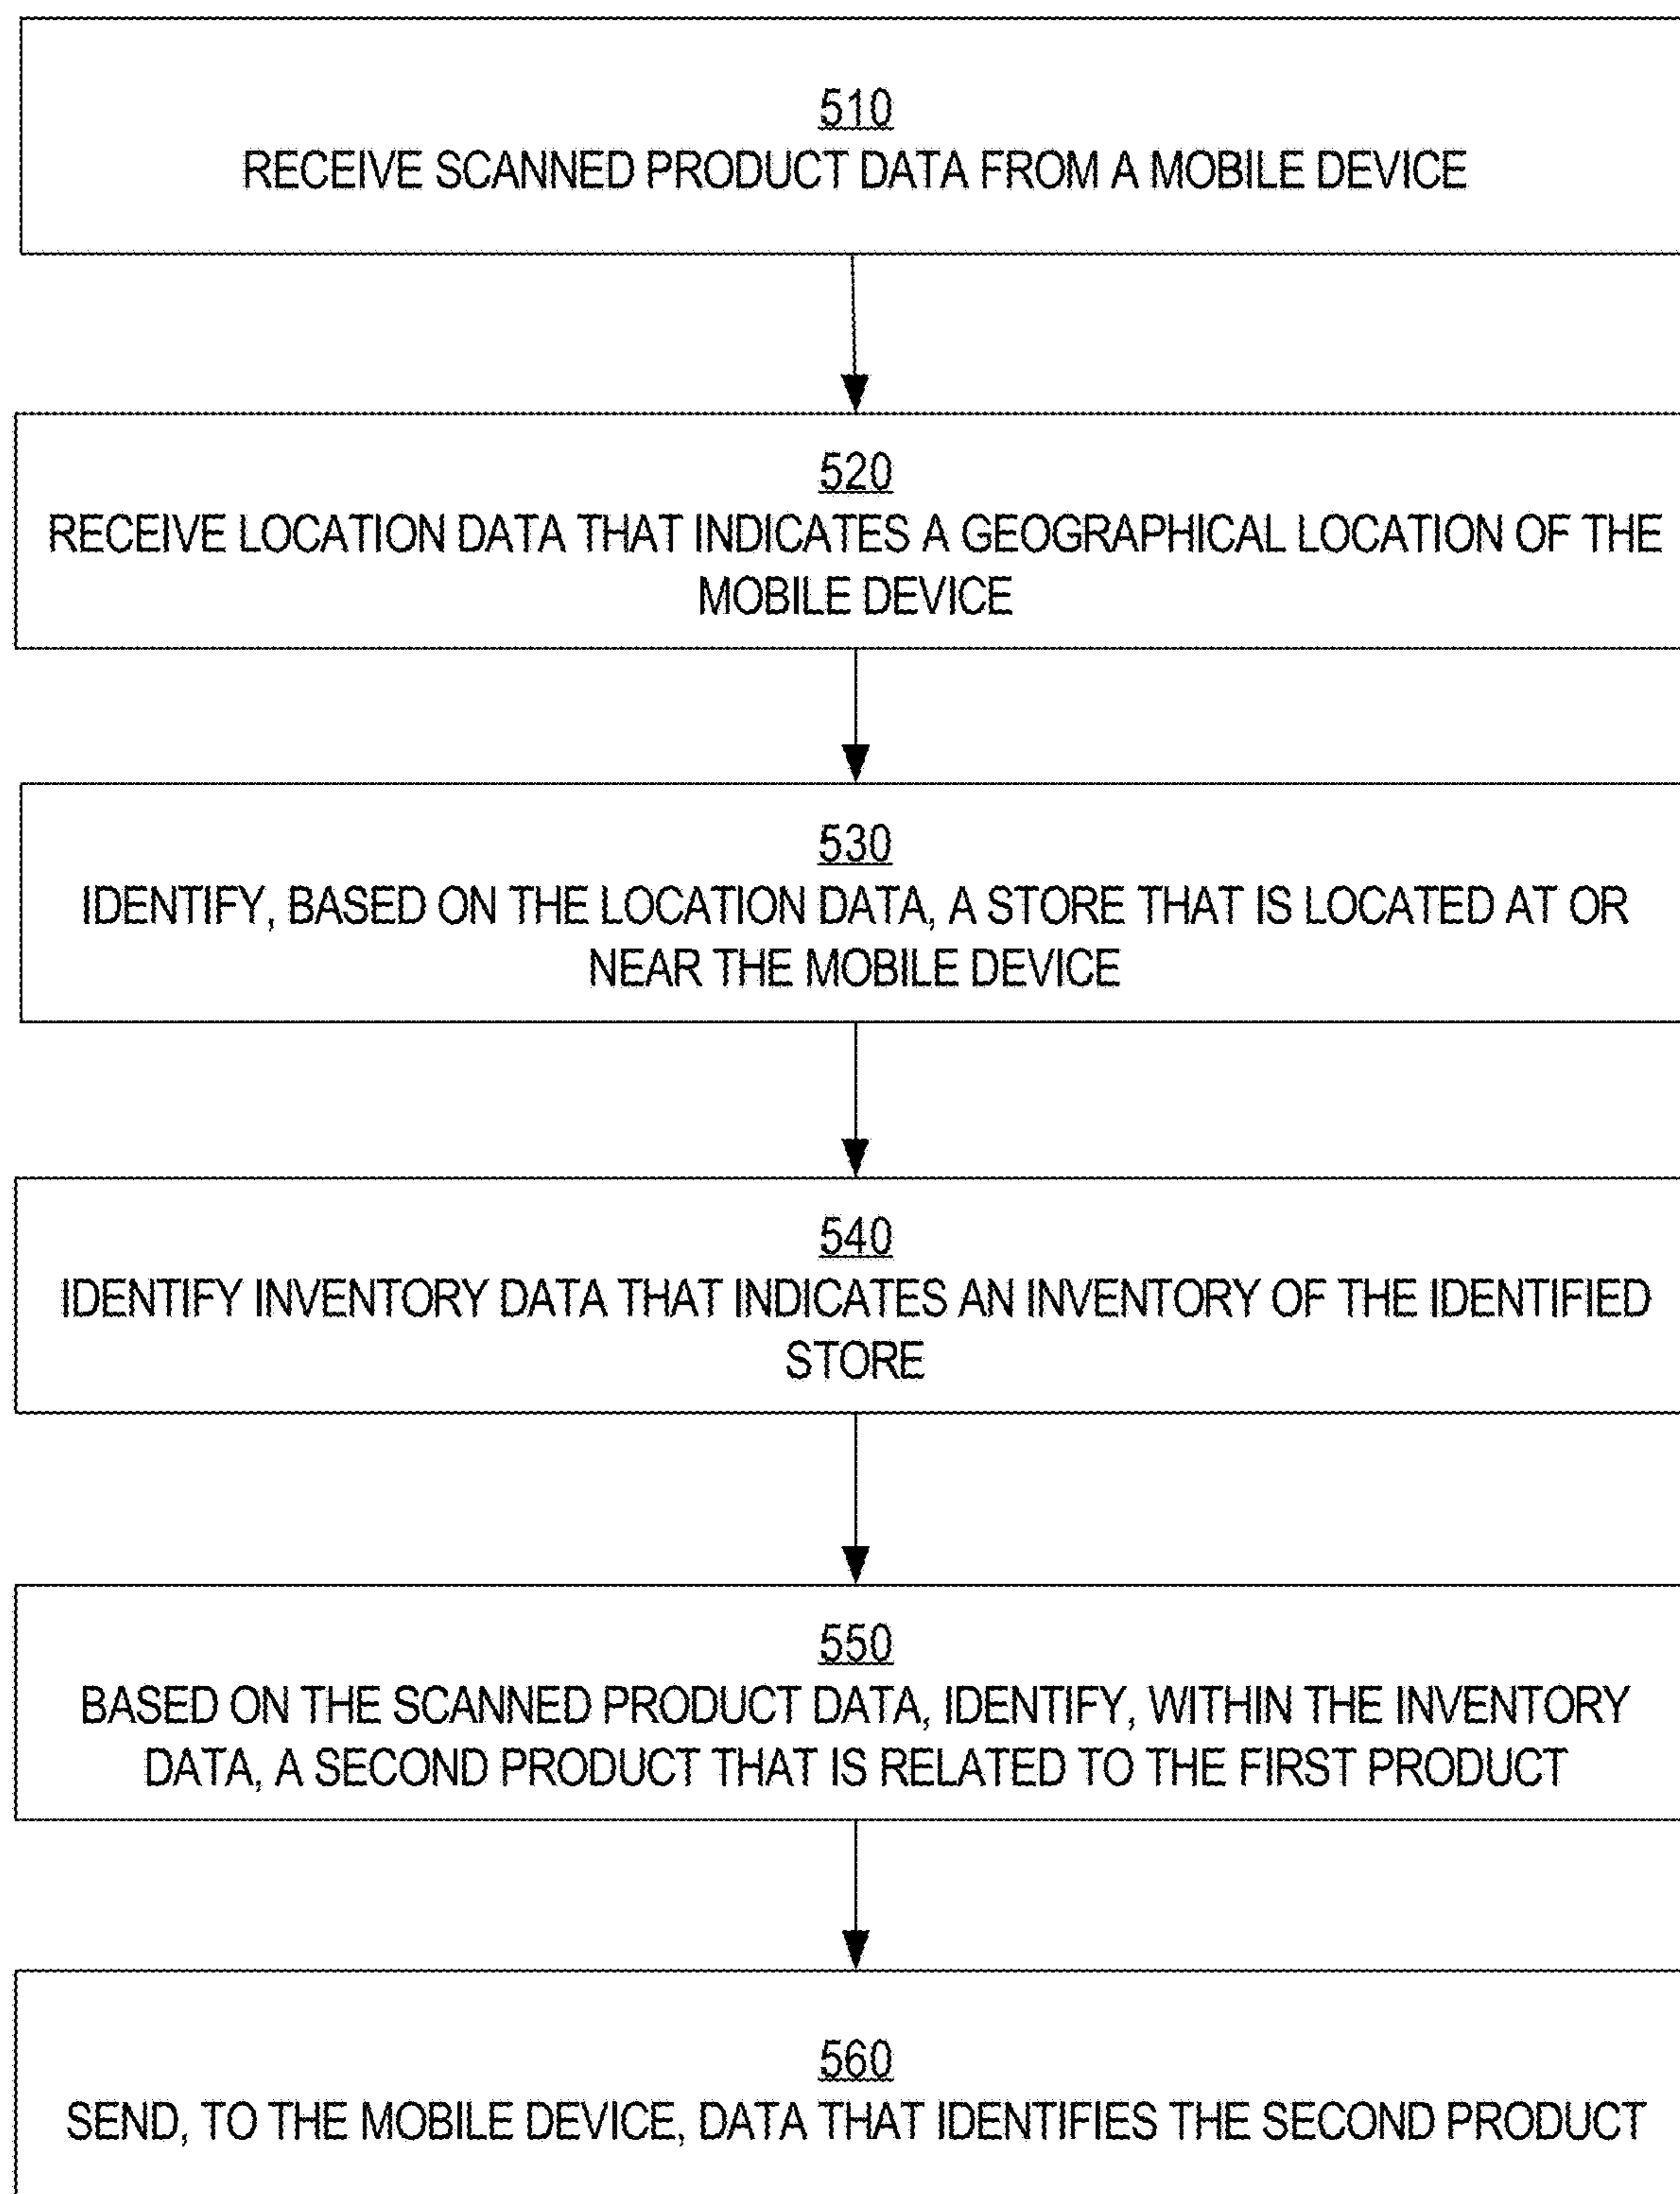 510
RECEIVE SCANNED PRODUCT DATA FROM A MOBILE DEVICE
520
RECEIVE LOCATION DATA THAT INDICATES A GEOGRAPHICAL LOCATION OF THE
MOBILE DEVICE
530
IDENTIFY, BASED ON THE LOCATION DATA, A STORE THAT IS LOCATED AT OR
NEAR THE MOBILE DEVICE
540
IDENTIFY INVENTORY DATA THAT INDICATES AN INVENTORY OF THE IDENTIFIED
STORE
550
BASED ON THE SCANNED PRODUCT DATA, IDENTIFY, WITHIN THE INVENTORY
DATA, A SECOND PRODUCT THAT IS RELATED TO THE FIRST PRODUCT
560
SEND, TO THE MOBILE DEVICE, DATA THAT IDENTIFIES THE SECOND PRODUCT